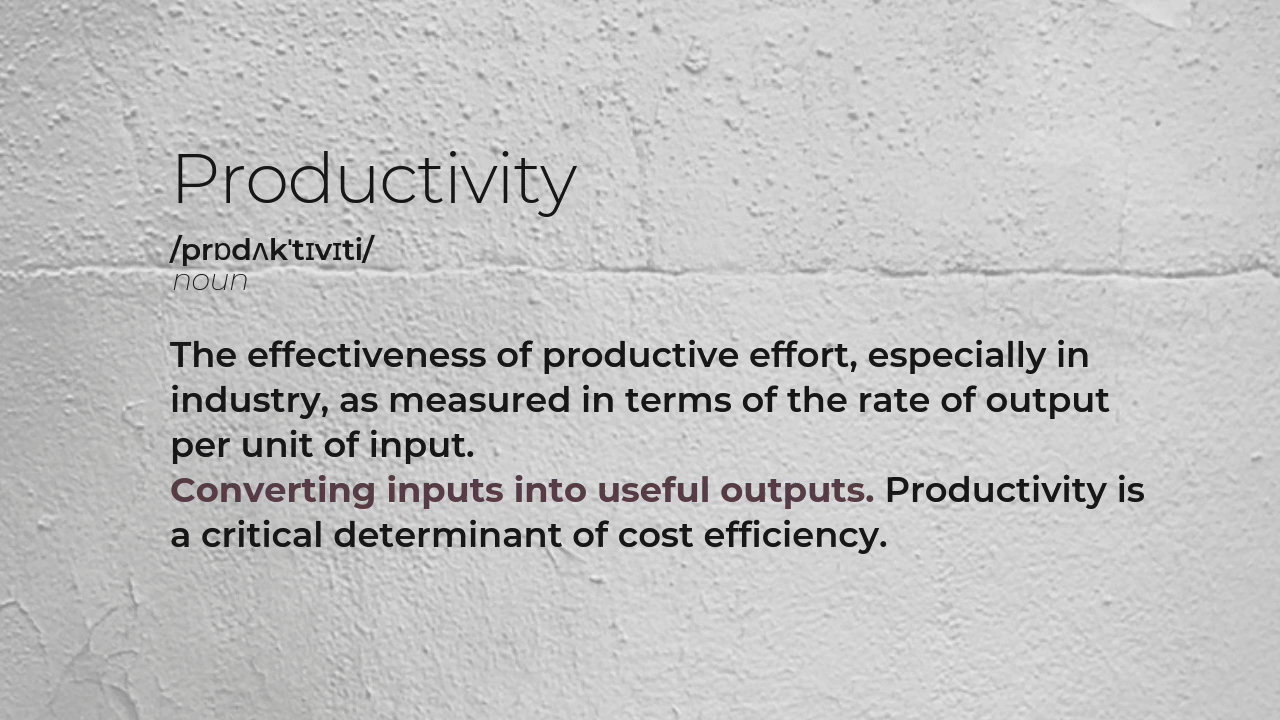 Productivity
/prɒdʌkˈtɪvɪti/
noun
The effectiveness of productive effort, especially in
industry, as measured in terms of the rate of output
per unit of input.
Converting inputs into useful outputs. Productivity is
a critical determinant of cost efficiency.